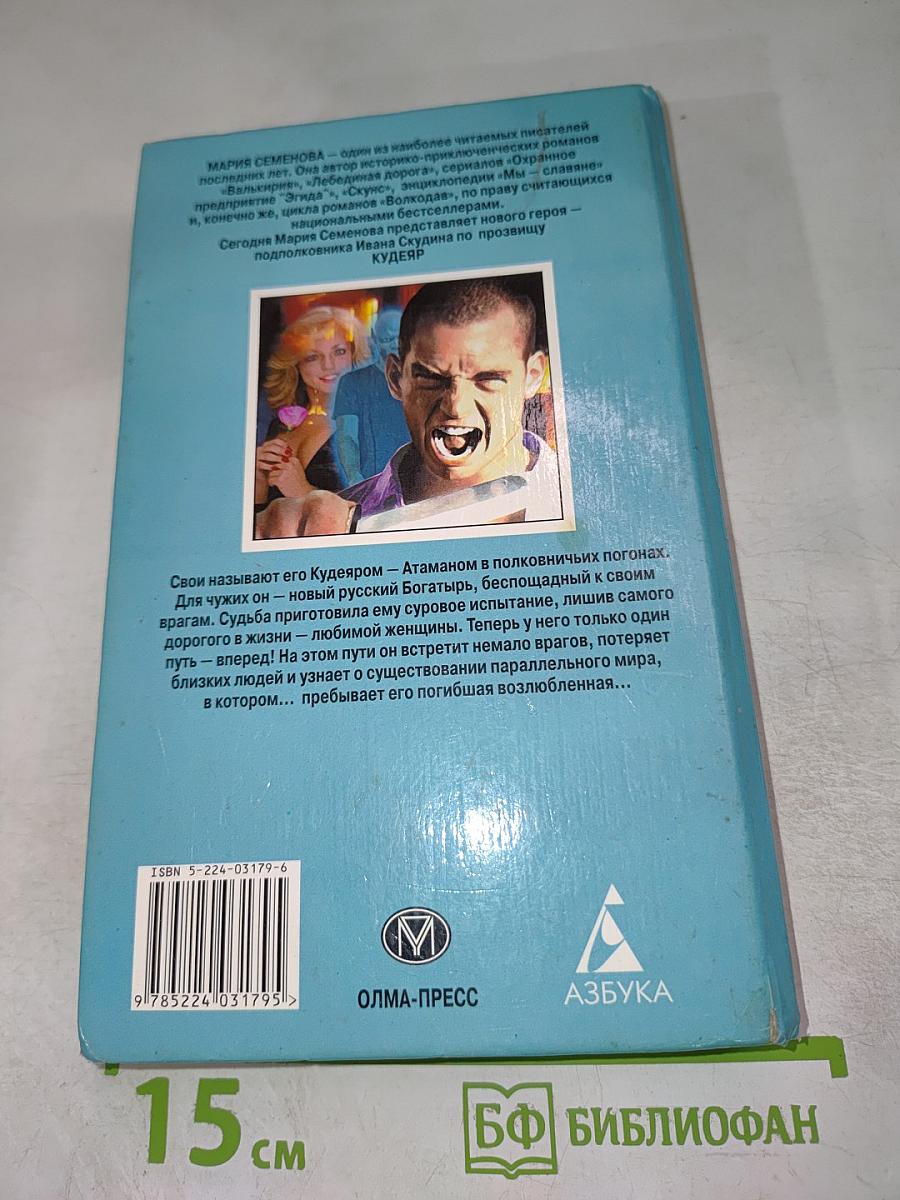 МАРИЯ СЕМЕНОВА — один из наиболее читаемых писателей
последних лет. Она автор историко-приключенческих романов
«Валькирия», «Лебединая дорога», сериалов «Охранное
предприятие "Эгида"», «Скунс», энциклопедии «Мы — славяне»
и, конечно же, цикла романов «Волкодав», по праву считающихся
национальными бестселлерами.
Сегодня Мария Семенова представляет нового героя —
подполковника Ивана Скудина по прозвищу
КУДЕЯР
Свои называют его Кудеяром — Атаманом в полковничьих погонах.
Для чужих он — новый русский Богатырь, беспощадный к своим
врагам. Судьба приготовила ему суровое испытание, лишив самого
дорогого в жизни — любимой женщины. Теперь у него только один
путь — вперед! На этом пути он встретит немало врагов, потеряет
близких людей и узнает о существовании параллельного мира,
в котором... пребывает его погибшая возлюбленная...
ISBN 5-224-03179-6
9 785224 031795 >
ОЛМА-ПРЕСС
АЗБУКА
15 см
БФ БИБЛИОФАН